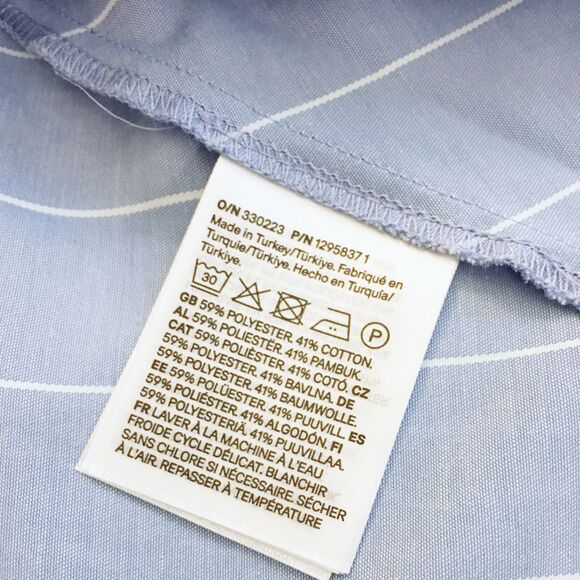 O/N 330223 P/N 1295837 1
Made in Turkey/Türkiye. Fabriqué en
Turquie/Türkiye. Hecho en Turquía/
Türkiye.
30
P
GB 59% POLYESTER. 41% COTTON.
AL 59% POLIESTËR. 41% PAMBUK.
CAT 59% POLIÈSTER. 41% COTÓ. CZ
59% POLYESTER. 41% BAVLNA. DE
59% POLYESTER. 41% BAUMWOLLE.
EE 59% POLÜESTER. 41% PUUVILL. ES
59% POLIÉSTER. 41% ALGODÓN. FI
59% POLYESTERIÄ. 41% PUUVILLAA.
FR LAVER À LA MACHINE À L'EAU
FROIDE CYCLE DÉLICAT. BLANCHIR
SANS CHLORE SI NÉCESSAIRE. SÉCHER
À L'AIR. REPASSER À TEMPÉRATURE